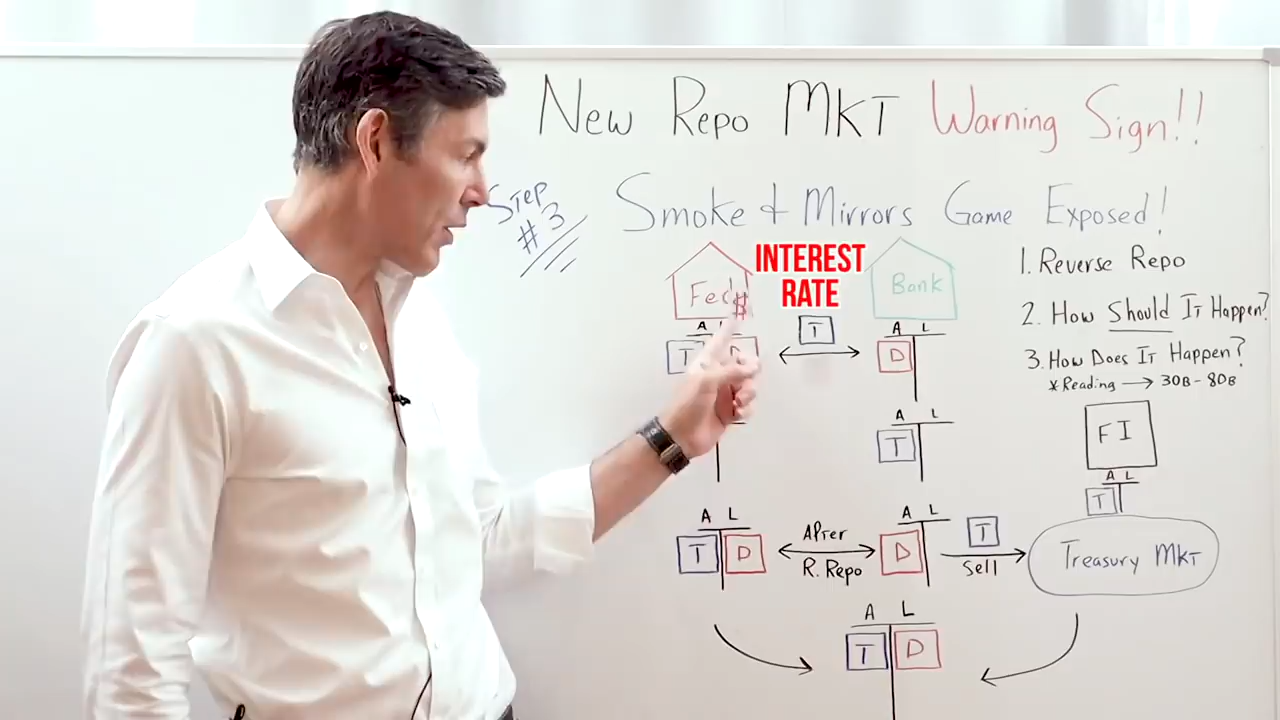 New Repo MKT Warning Sign!!
Step
#3
Smoke & Mirrors Game Exposed!
INTEREST
RATE
Fed
$
Bank
1. Reverse Repo
2. How Should It Happen?
3. How Does It Happen?
*Reading → 30B - 80B
A
T
T
A L
D
A L
T
FI
A L
T
A L
T D
After
R. Repo
A L
D
T
Sell
Treasury MKT
A L
T D